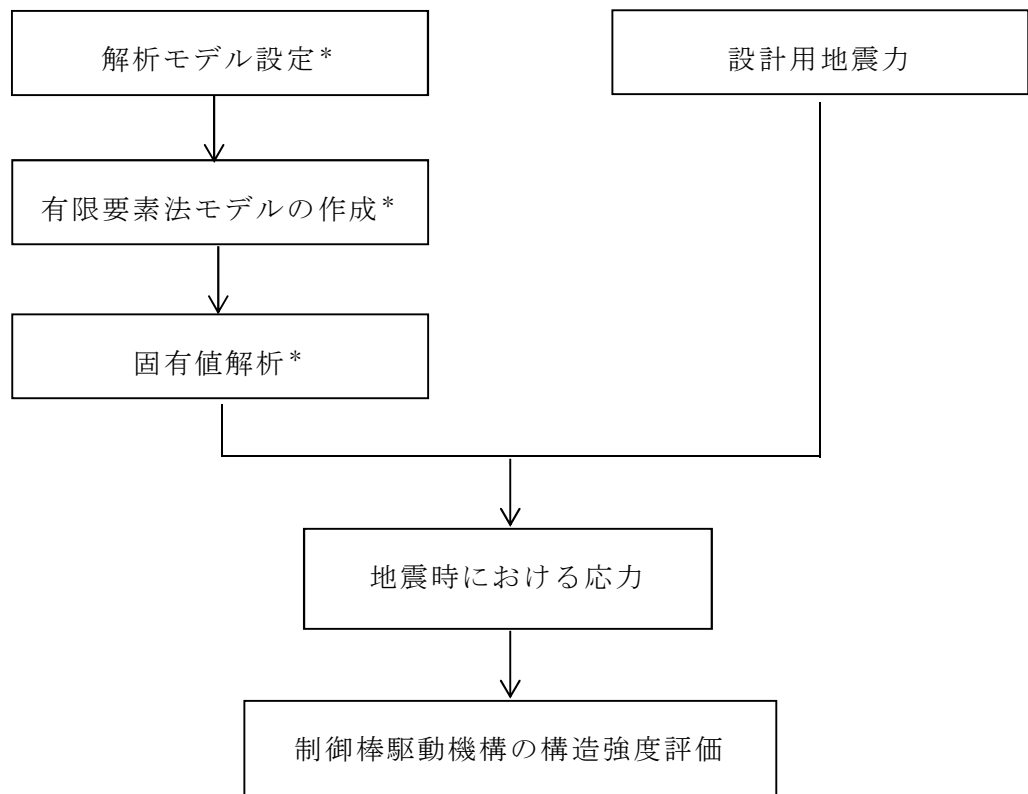 解析モデル設定*
設計用地震力
有限要素法モデルの作成*
固有値解析*
地震時における応力
制御棒駆動機構の構造強度評価